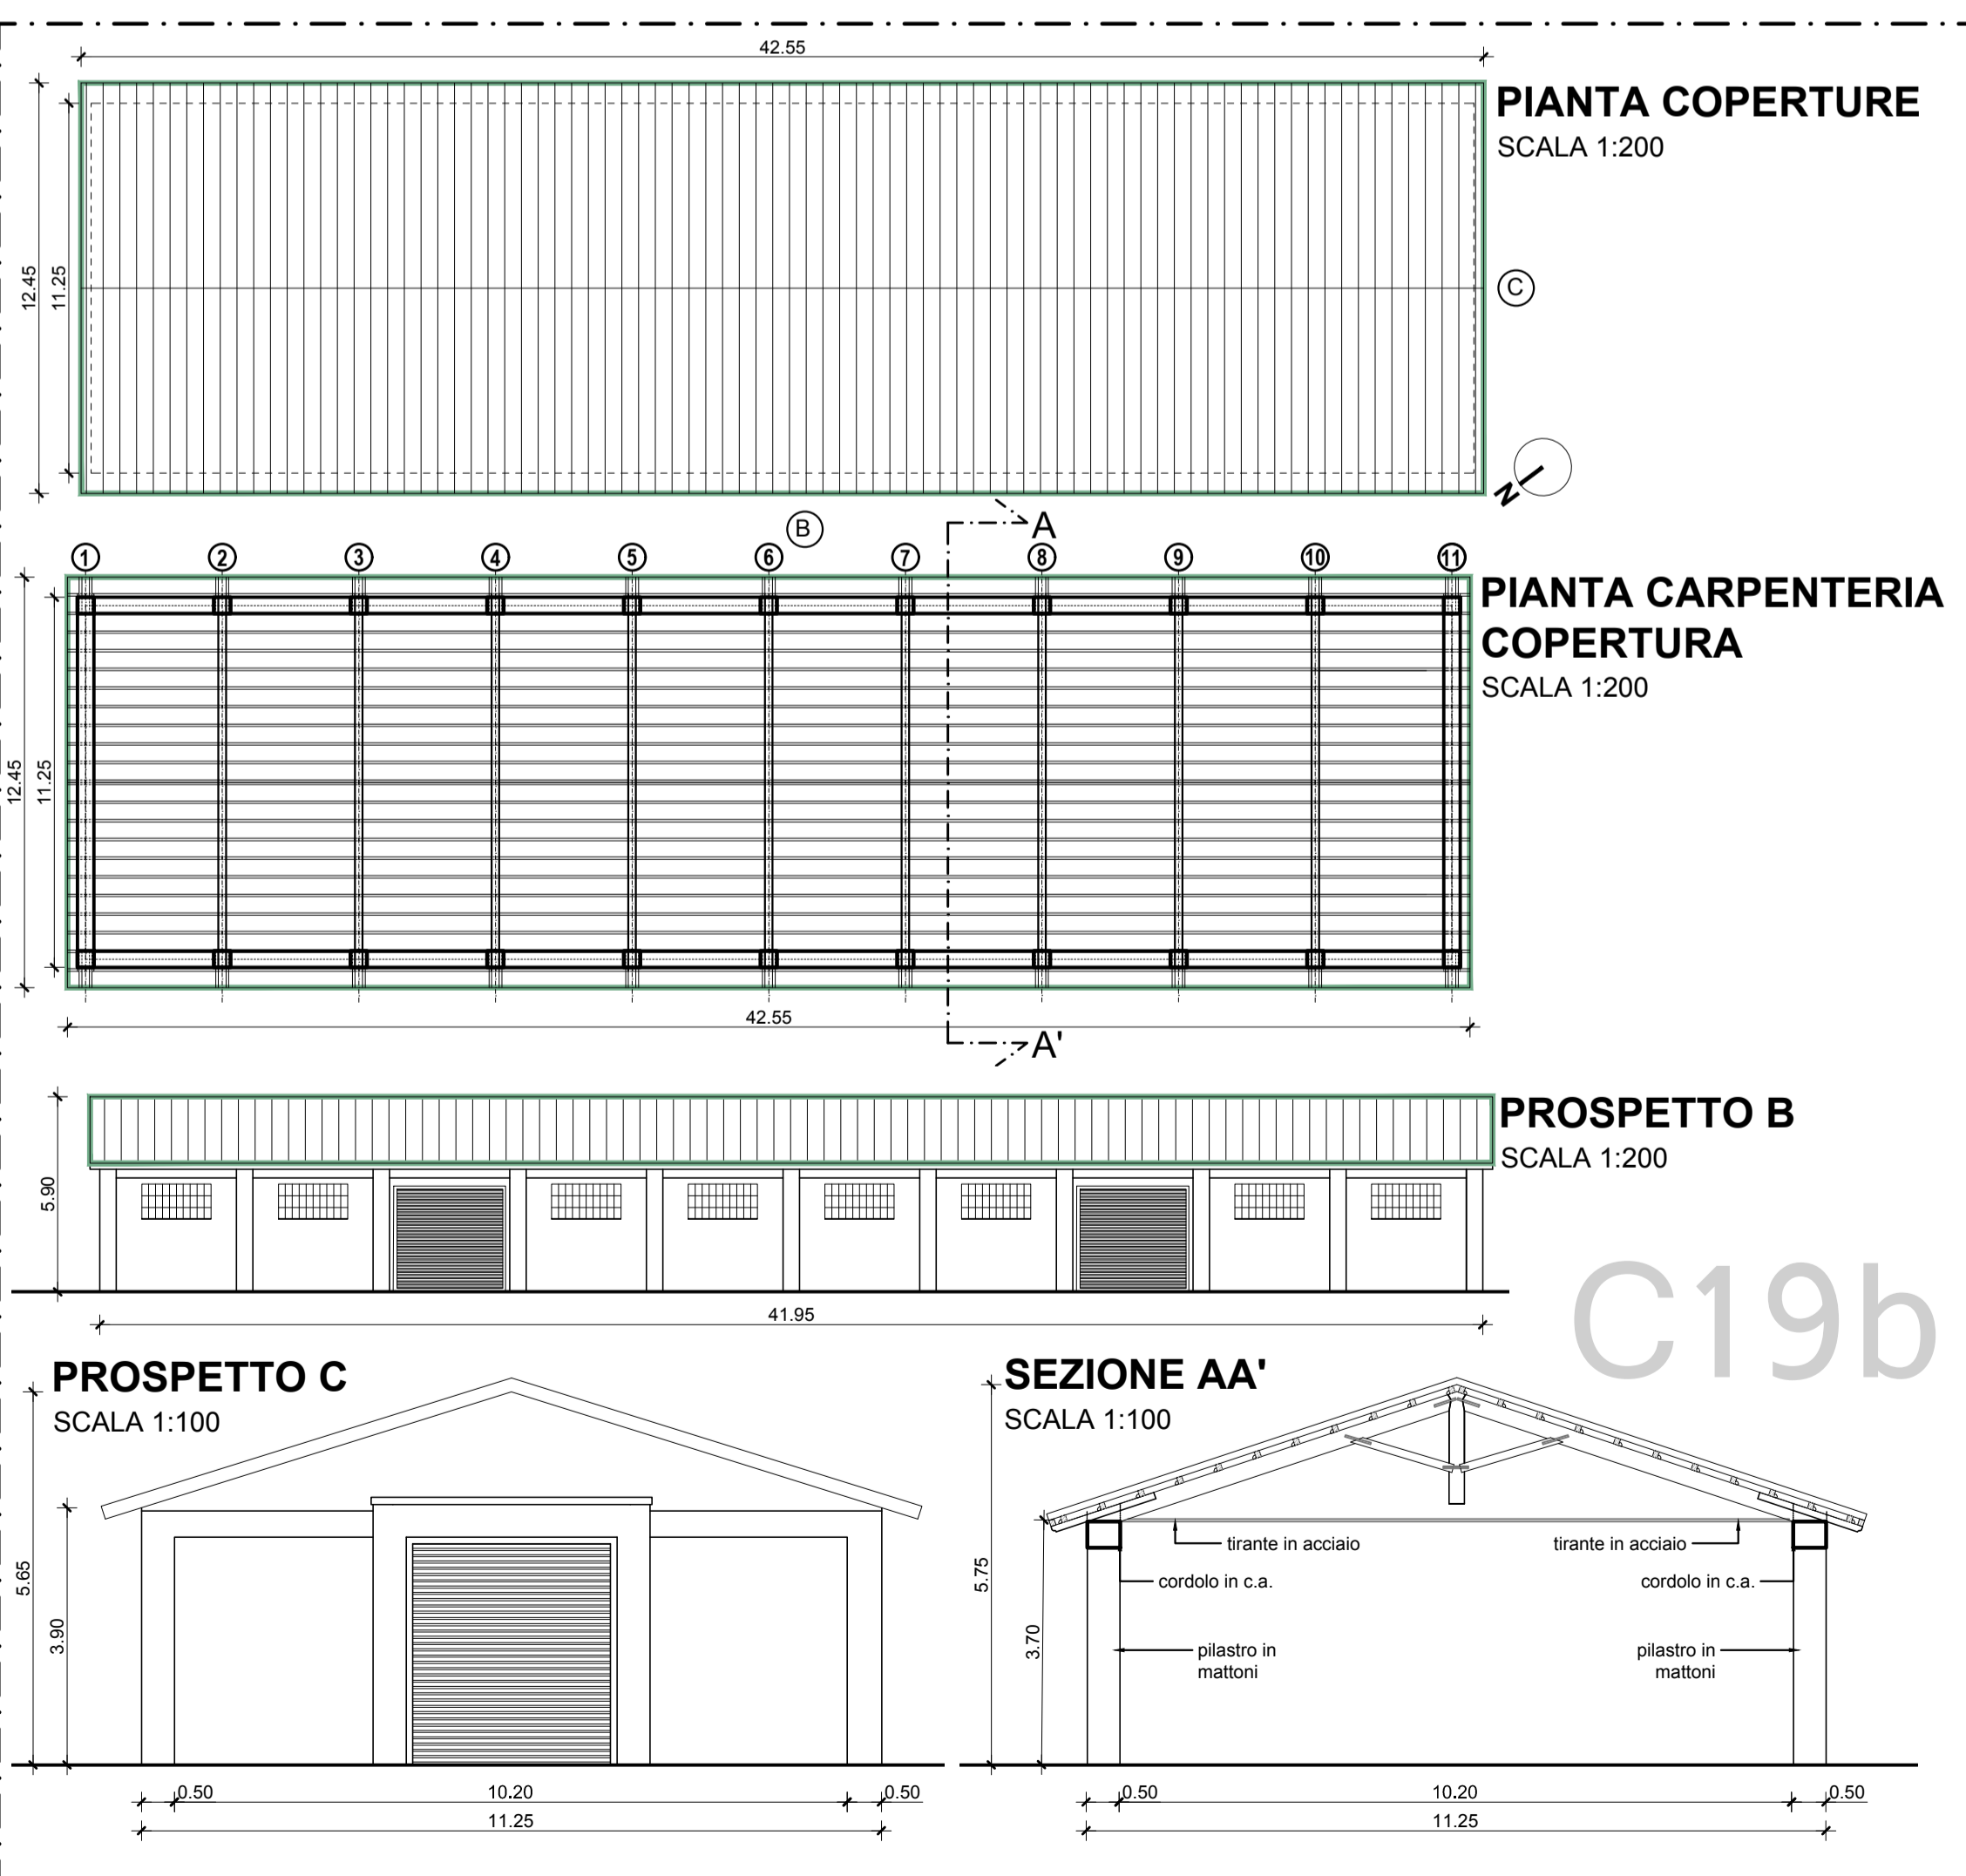 42.55
PIANTA COPERTURE
SCALA 1:200
12.45
11.25
C
N
B
A
1 2 3 4 5 6 7 8 9 10 11
PIANTA CARPENTERIA
COPERTURA
SCALA 1:200
12.45
11.25
42.55
A'
PROSPETTO B
SCALA 1:200
5.90
41.95
C19b
PROSPETTO C
SCALA 1:100
5.65
3.90
0.50 10.20 0.50
11.25
SEZIONE AA'
SCALA 1:100
5.75
3.70
tirante in acciaio
tirante in acciaio
cordolo in c.a.
cordolo in c.a.
pilastro in
mattoni
pilastro in
mattoni
0.50 10.20 0.50
11.25